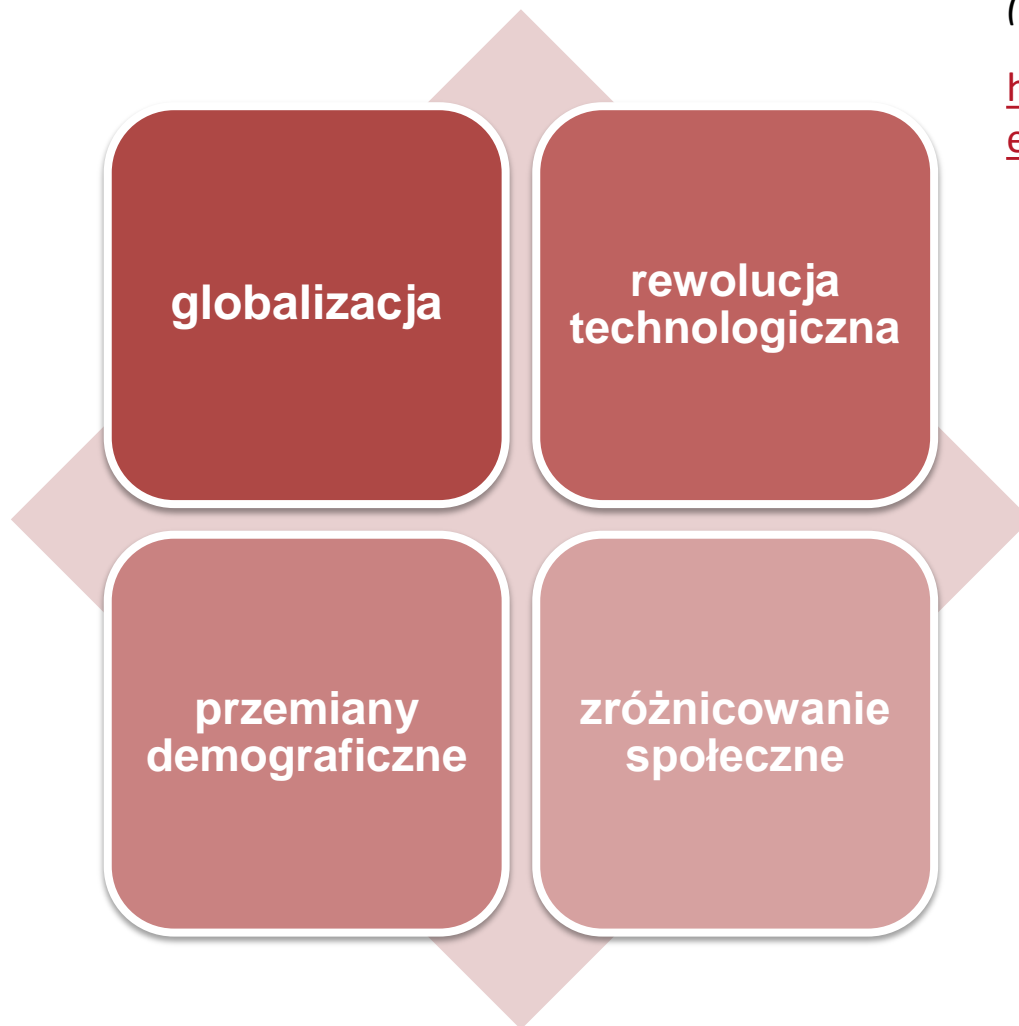 (
h
e
globalizacja
rewolucja
technologiczna
przemiany
demograficzne
zróżnicowanie
społeczne